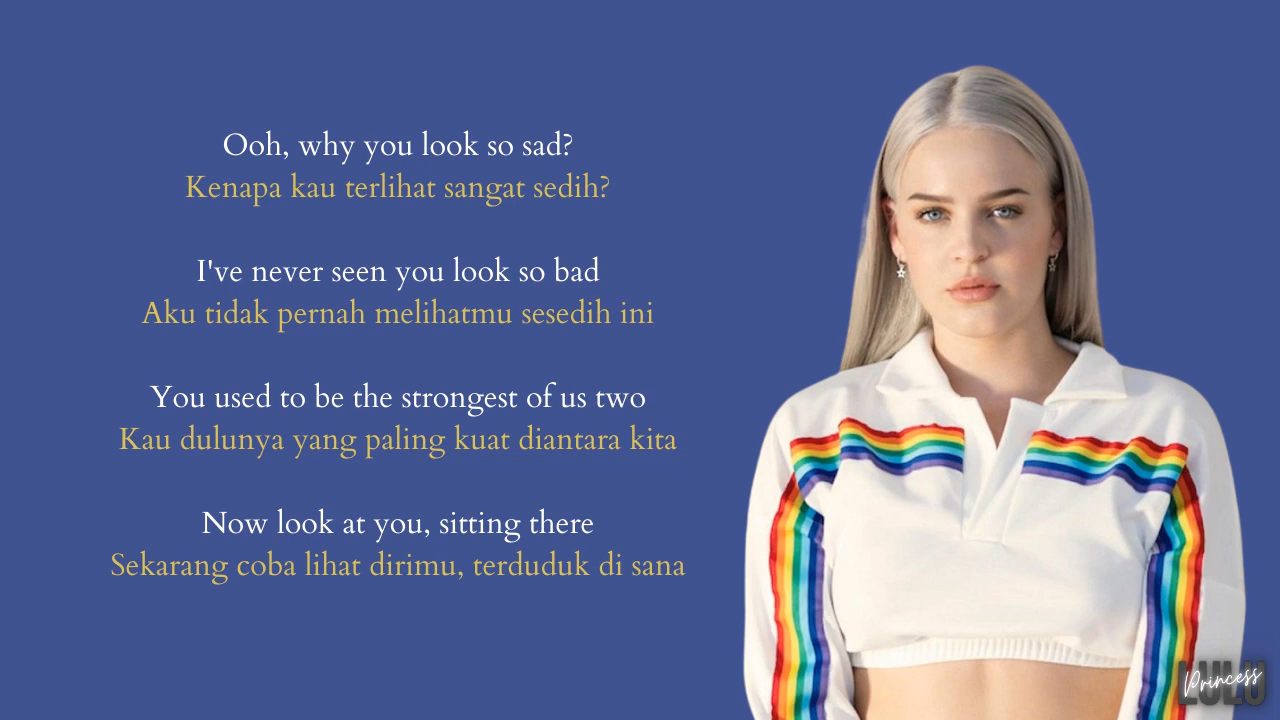 Ooh, why you look so sad?
Kenapa kau terlihat sangat sedih?
I've never seen you look so bad
Aku tidak pernah melihatmu sesedih ini
You used to be the strongest of us two
Kau dulunya yang paling kuat diantara kita
Now look at you, sitting there
Sekarang coba lihat dirimu, terduduk di sana
LULU
Princess